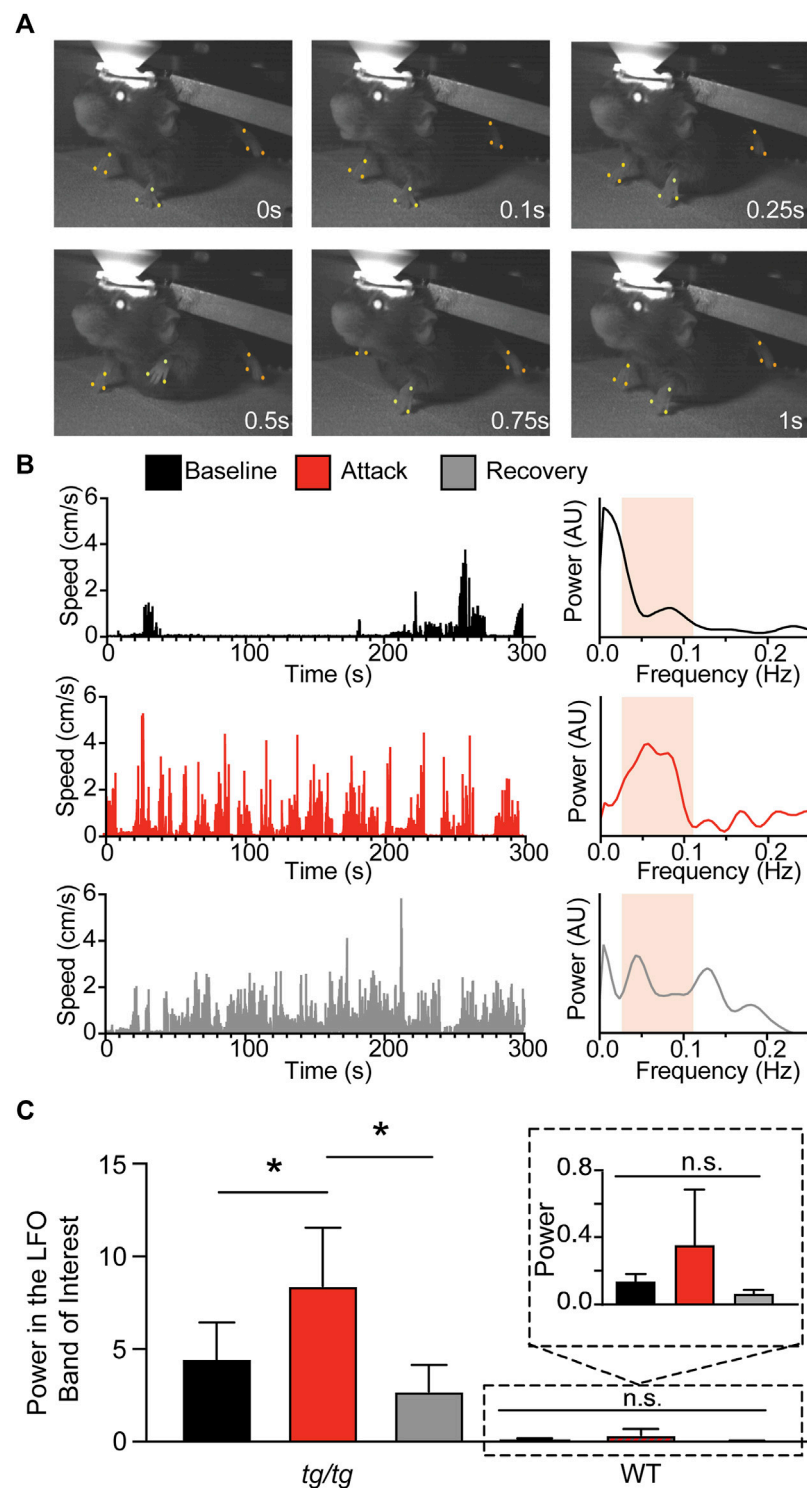 A
0s
0.1s
0.25s
0.5s
0.75s
1s
B
Baseline
Attack
Recovery
Speed (cm/s)
6
4
2
0
0
100
200
300
Time (s)
Power (AU)
0.0
0.1
0.2
Frequency (Hz)
Speed (cm/s)
6
4
2
0
0
100
200
300
Time (s)
Power (AU)
0.0
0.1
0.2
Frequency (Hz)
Speed (cm/s)
6
4
2
0
0
100
200
300
Time (s)
Power (AU)
0.0
0.1
0.2
Frequency (Hz)
C
Power in the LFO
Band of Interest
15
10
5
0
*
*
tg/tg
Power
0.8
0.4
0.0
n.s.
n.s.
WT